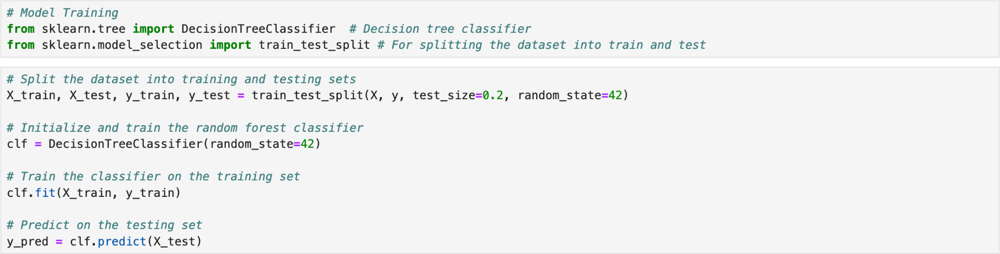 # Model Training
from sklearn.tree import DecisionTreeClassifier  # Decision tree classifier
from sklearn.model_selection import train_test_split # For splitting the dataset into train and test
# Split the dataset into training and testing sets
X_train, X_test, y_train, y_test = train_test_split(X, y, test_size=0.2, random_state=42)
# Initialize and train the random forest classifier
clf = DecisionTreeClassifier(random_state=42)
# Train the classifier on the training set
clf.fit(X_train, y_train)
# Predict on the testing set
y_pred = clf.predict(X_test)